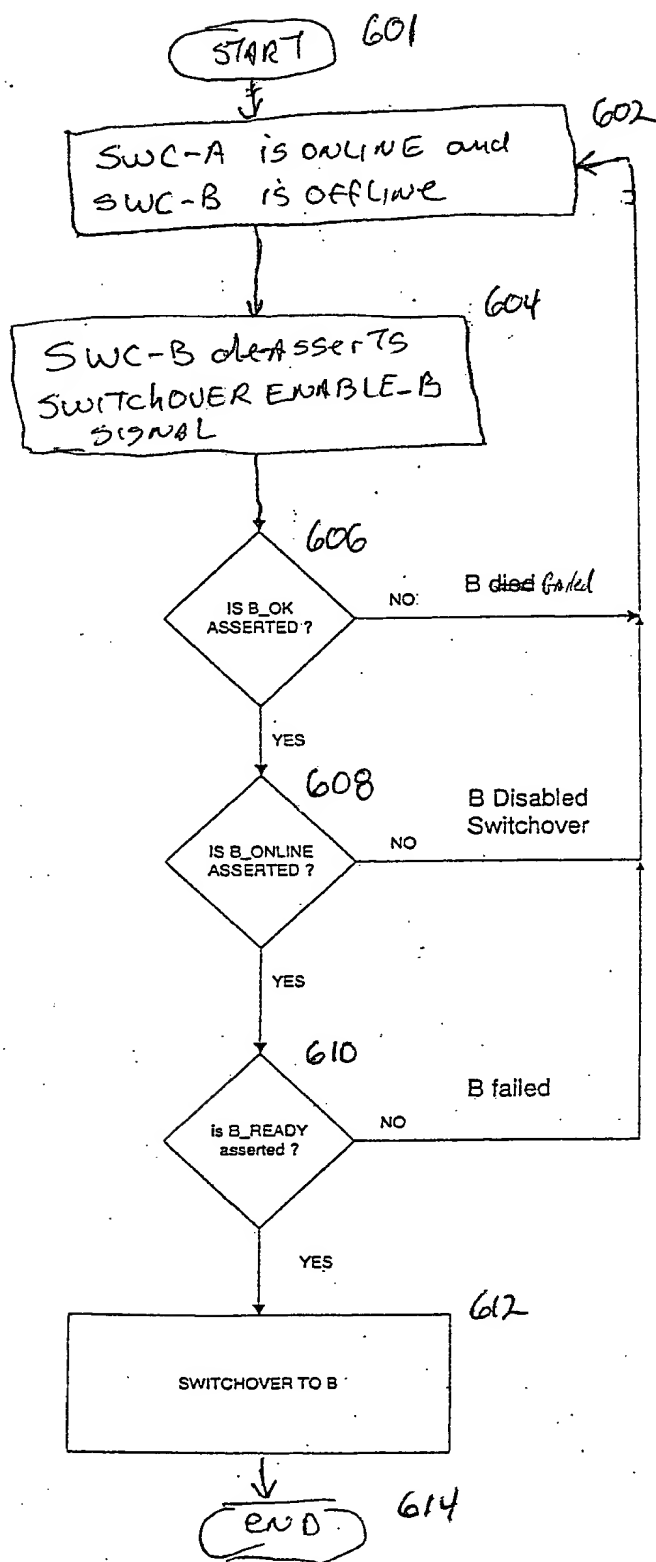 START
601
602
SWC-A is ONLINE and
SWC-B is OFFLINE
604
SWC-B deAsserTs
SWITCHOVER ENABLE_B
SIGNAL
606
IS B_OK
ASSERTED ?
NO
B died failed
YES
608
IS B_ONLINE
ASSERTED ?
NO
B Disabled
Switchover
YES
610
is B_READY
asserted ?
NO
B failed
YES
612
SWITCHOVER TO B
END
614